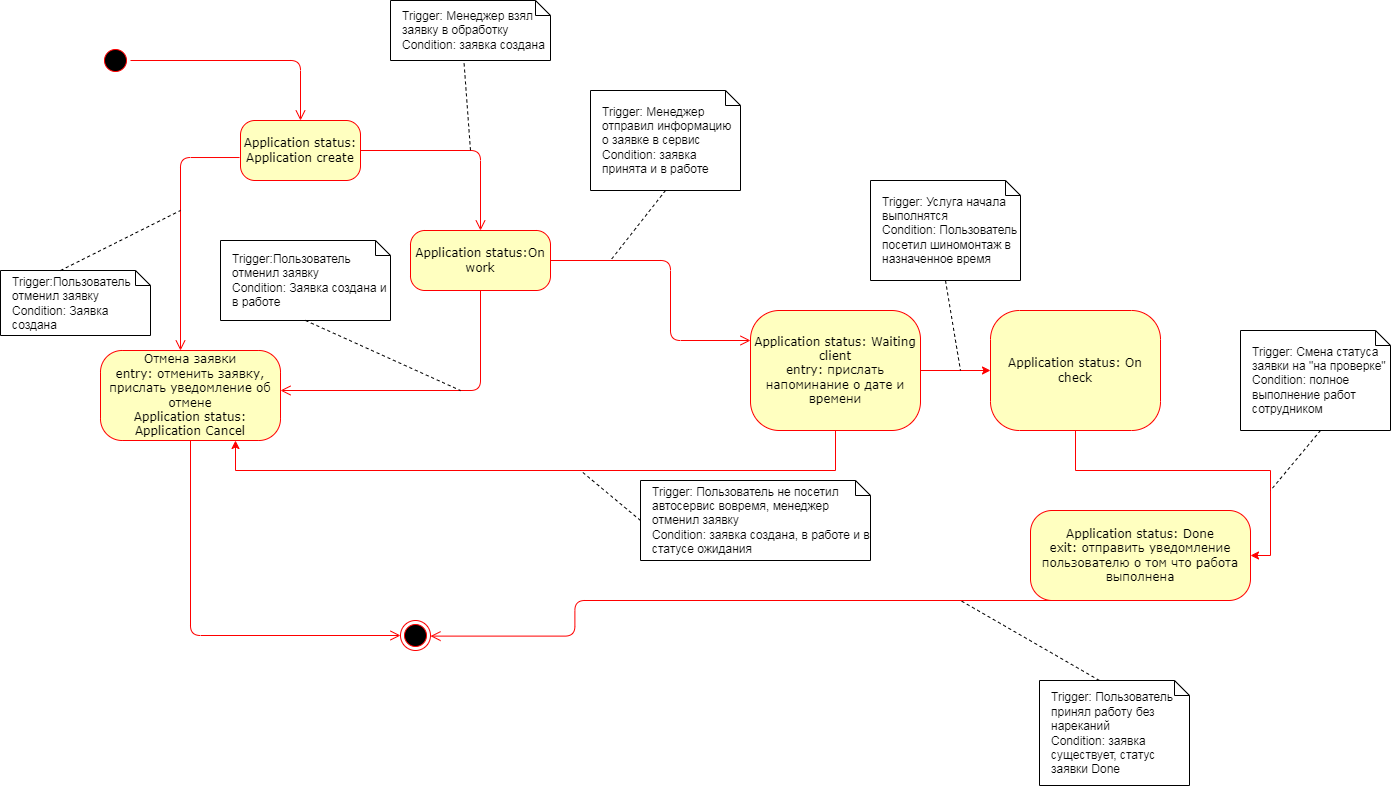 Trigger: Менеджер взял
заявку в обработку
Condition: заявка создана
Application status:
Application create
Trigger: Менеджер
отправил информацию
о заявке в сервис
Condition: заявка
принята и в работе
Trigger: Услуга начала
выполнятся
Condition: Пользователь
посетил шиномонтаж в
назначенное время
Trigger:Пользователь
отменил заявку
Condition: Заявка
создана
Trigger:Пользователь
отменил заявку
Condition: Заявка создана и
в работе
Application status:On
work
Отмена заявки
entry: отменить заявку,
прислать уведомление об
отмене
Application status:
Application Cancel
Application status: Waiting
client
entry: прислать
напоминание о дате и
времени
Application status: On
check
Trigger: Смена статуса
заявки на "на проверке"
Condition: полное
выполнение работ
сотрудником
Trigger: Пользователь не посетил
автосервис вовремя, менеджер
отменил заявку
Condition: заявка создана, в работе и в
статусе ожидания
Application status: Done
exit: отправить уведомление
пользователю о том что работа
выполнена
Trigger: Пользователь
принял работу без
нареканий
Condition: заявка
существует, статус
заявки Done